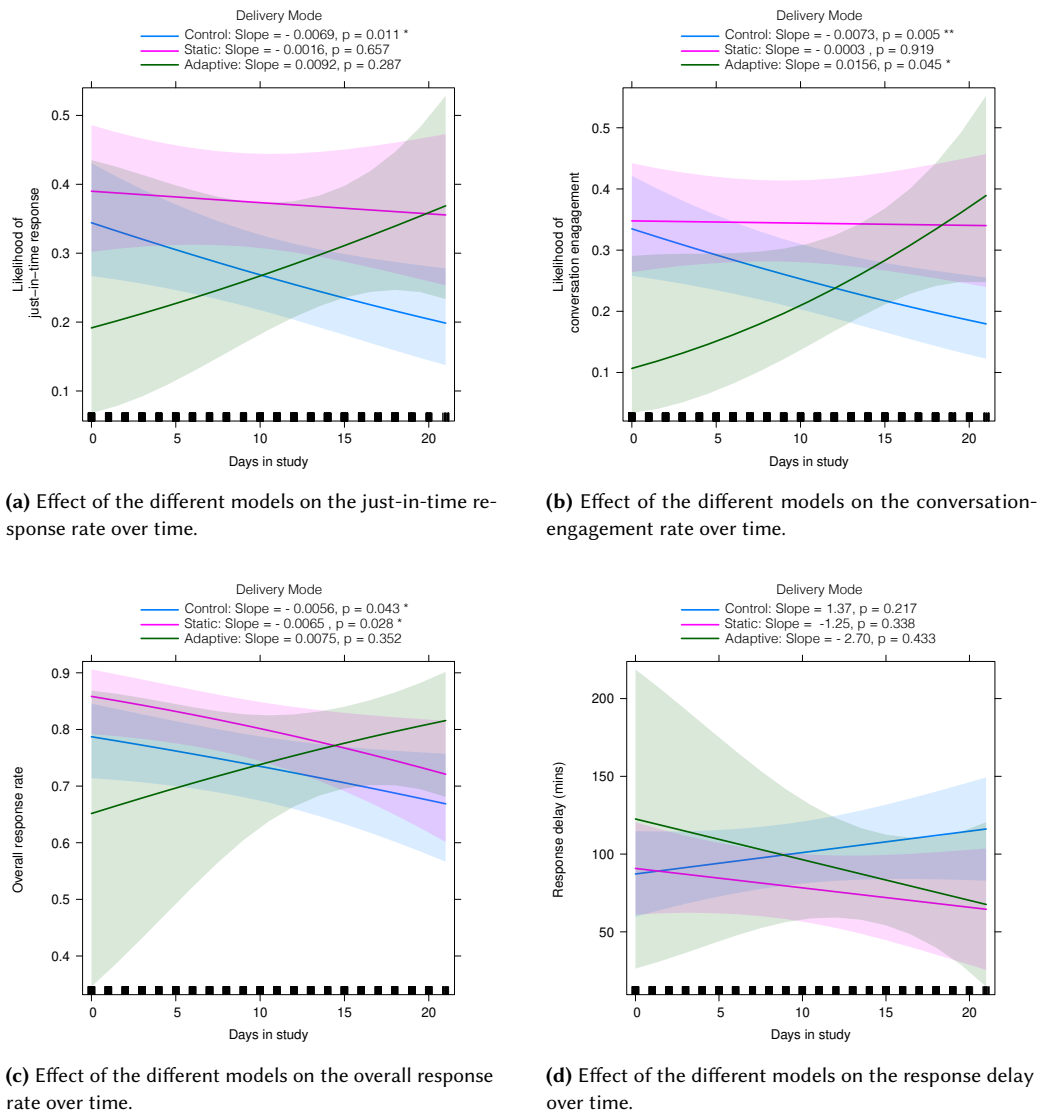 Delivery Mode
Control: Slope = - 0.0069, p = 0.011 *
Static: Slope = - 0.0016, p = 0.657
Adaptive: Slope = 0.0092, p = 0.287
0.5
0.4
0.3
0.2
0.1
Likelihood of
just−in−time response
0 5 10 15 20
Days in study
(a) Effect of the different models on the just-in-time re-
sponse rate over time.
Delivery Mode
Control: Slope = - 0.0073, p = 0.005 **
Static: Slope = - 0.0003 , p = 0.919
Adaptive: Slope = 0.0156, p = 0.045 *
0.5
0.4
0.3
0.2
0.1
Likelihood of
conversation enagagement
0 5 10 15 20
Days in study
(b) Effect of the different models on the conversation-
engagement rate over time.
Delivery Mode
Control: Slope = - 0.0056, p = 0.043 *
Static: Slope = - 0.0065 , p = 0.028 *
Adaptive: Slope = 0.0075, p = 0.352
0.9
0.8
0.7
0.6
0.5
0.4
Overall response rate
0 5 10 15 20
Days in study
(c) Effect of the different models on the overall response
rate over time.
Delivery Mode
Control: Slope = 1.37, p = 0.217
Static: Slope = -1.25, p = 0.338
Adaptive: Slope = - 2.70, p = 0.433
200
150
100
50
Response delay (mins)
0 5 10 15 20
Days in study
(d) Effect of the different models on the response delay
over time.